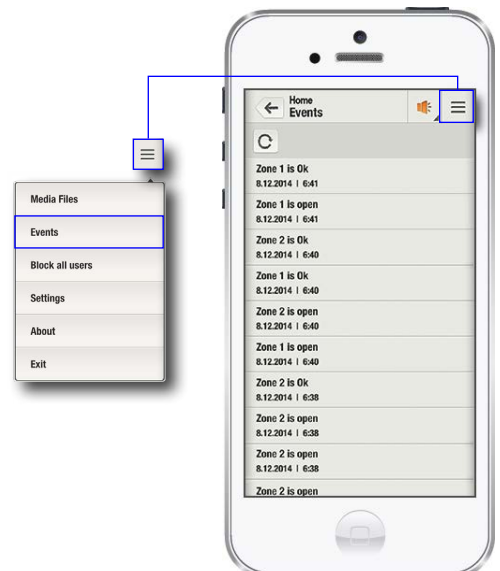 Media Files
Events
Block all users
Settings
About
Exit
Home
Events
Zone 1 is Ok
8.12.2014 | 6:41
Zone 1 is open
8.12.2014 | 6:41
Zone 2 is Ok
8.12.2014 | 6:40
Zone 1 is Ok
8.12.2014 | 6:40
Zone 2 is open
8.12.2014 | 6:40
Zone 1 is open
8.12.2014 | 6:40
Zone 2 is Ok
8.12.2014 | 6:38
Zone 2 is open
8.12.2014 | 6:38
Zone 2 is open
8.12.2014 | 6:38
Zone 2 is open